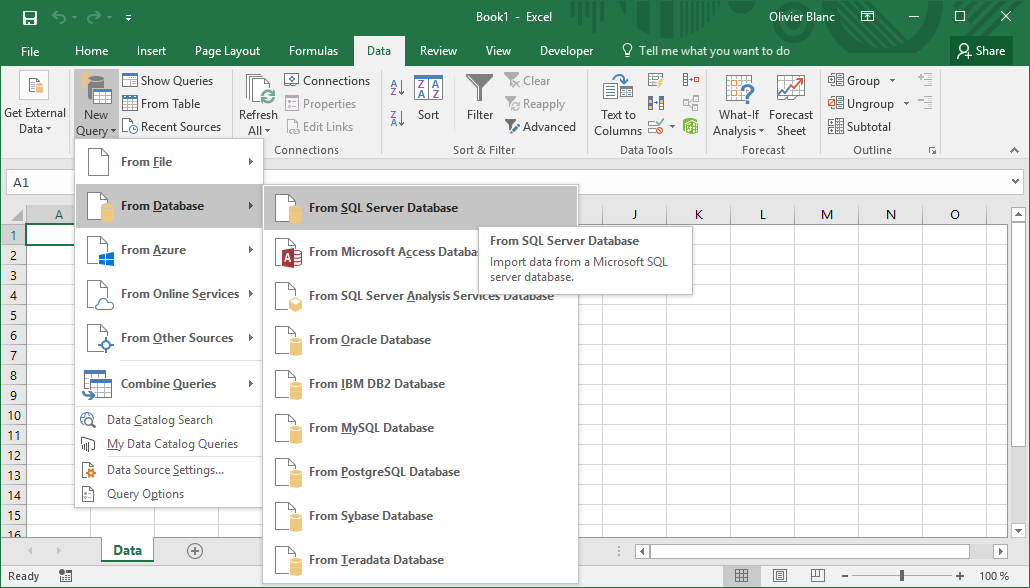 Book1 - Excel
Olivier Blanc
File
Home
Insert
Page Layout
Formulas
Data
Review
View
Developer
Tell me what you want to do
Share
Get External
Data
New
Query
Show Queries
From Table
Recent Sources
Refresh
All
Connections
Properties
Edit Links
Connections
Sort
Filter
Clear
Reapply
Advanced
Sort & Filter
Text to
Columns
Data Tools
What-If
Analysis
Forecast
Sheet
Forecast
Group
Ungroup
Subtotal
Outline
A1
A
J
K
L
M
N
O
1
2
3
4
5
6
7
8
9
10
11
12
13
14
15
16
From File
From Database
From Azure
From Online Services
From Other Sources
Combine Queries
Data Catalog Search
My Data Catalog Queries
Data Source Settings...
Query Options
From SQL Server Database
From Microsoft Access Databa
From SQL Server Analysis Services Database
From Oracle Database
From IBM DB2 Database
From MySQL Database
From PostgreSQL Database
From Sybase Database
From Teradata Database
From SQL Server Database
Import data from a Microsoft SQL
server database.
Data
Ready
100 %